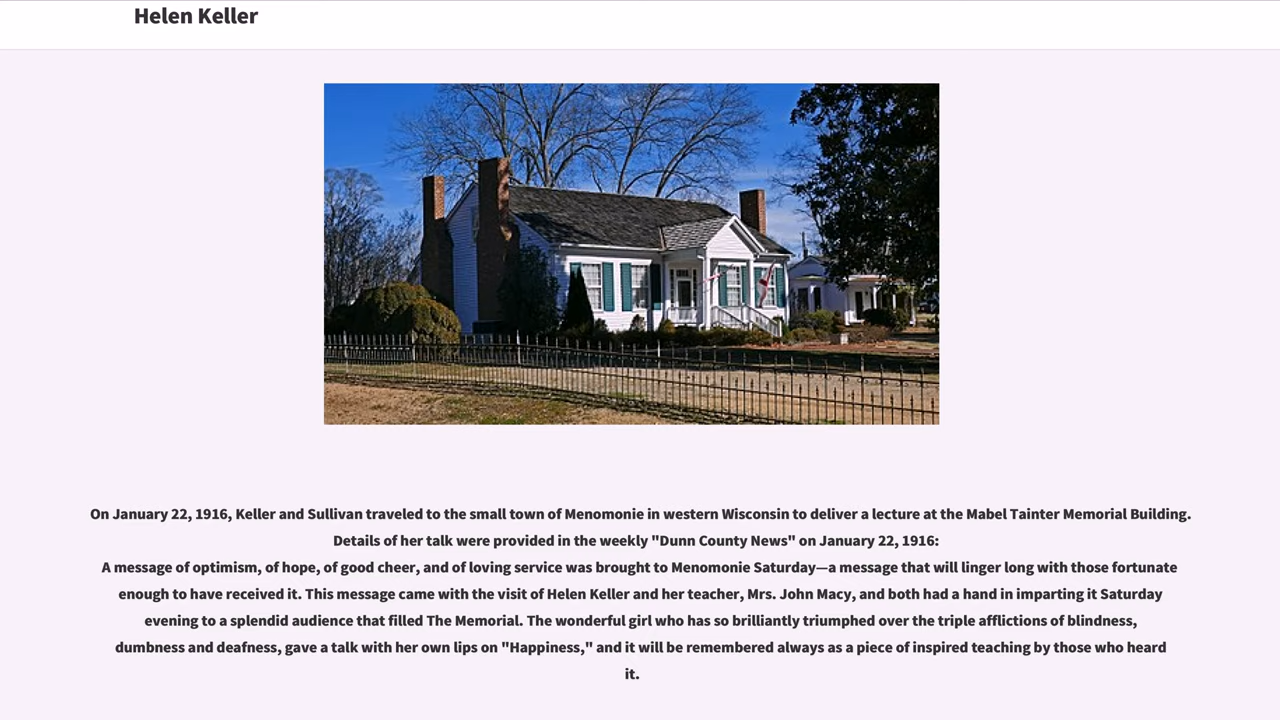 Helen Keller
On January 22, 1916, Keller and Sullivan traveled to the small town of Menomonie in western Wisconsin to deliver a lecture at the Mabel Tainter Memorial Building.
Details of her talk were provided in the weekly "Dunn County News" on January 22, 1916:
A message of optimism, of hope, of good cheer, and of loving service was brought to Menomonie Saturday—a message that will linger long with those fortunate
enough to have received it. This message came with the visit of Helen Keller and her teacher, Mrs. John Macy, and both had a hand in imparting it Saturday
evening to a splendid audience that filled The Memorial. The wonderful girl who has so brilliantly triumphed over the triple afflictions of blindness,
dumbness and deafness, gave a talk with her own lips on "Happiness," and it will be remembered always as a piece of inspired teaching by those who heard
it.